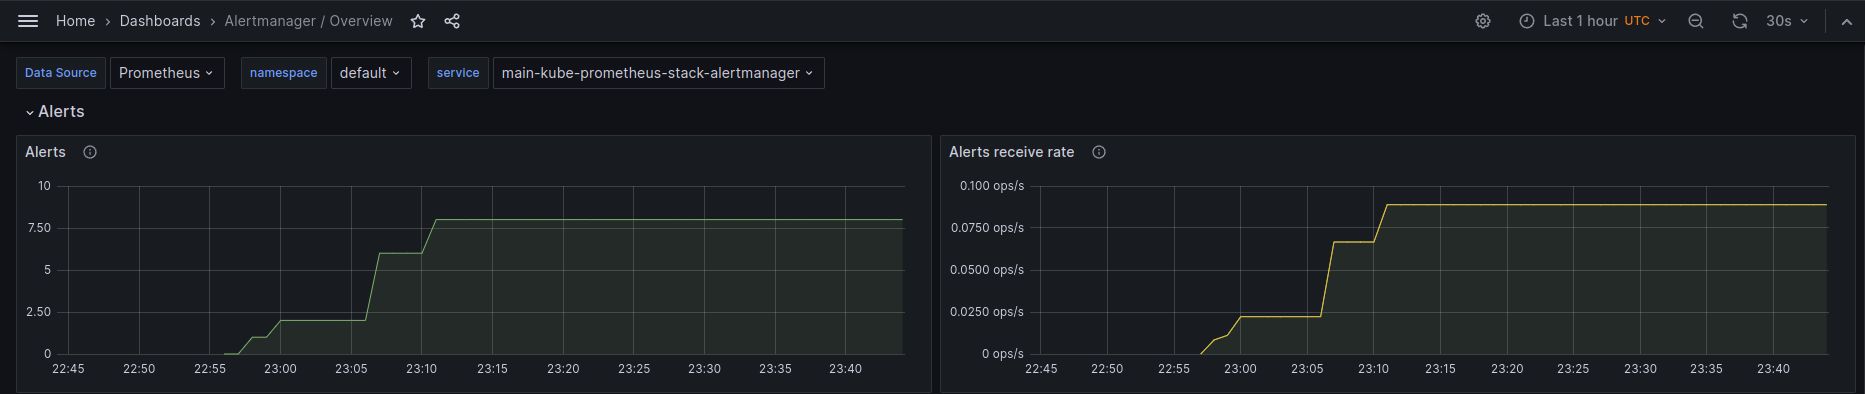 Home › Dashboards › Alertmanager / Overview Last 1 hour UTC 30s
Data Source Prometheus namespace default service main-kube-prometheus-stack-alertmanager
Alerts
Alerts
10
7.50
5
2.50
0
22:45 22:50 22:55 23:00 23:05 23:10 23:15 23:20 23:25 23:30 23:35 23:40
Alerts receive rate
0.100 ops/s
0.0750 ops/s
0.0500 ops/s
0.0250 ops/s
0 ops/s
22:45 22:50 22:55 23:00 23:05 23:10 23:15 23:20 23:25 23:30 23:35 23:40